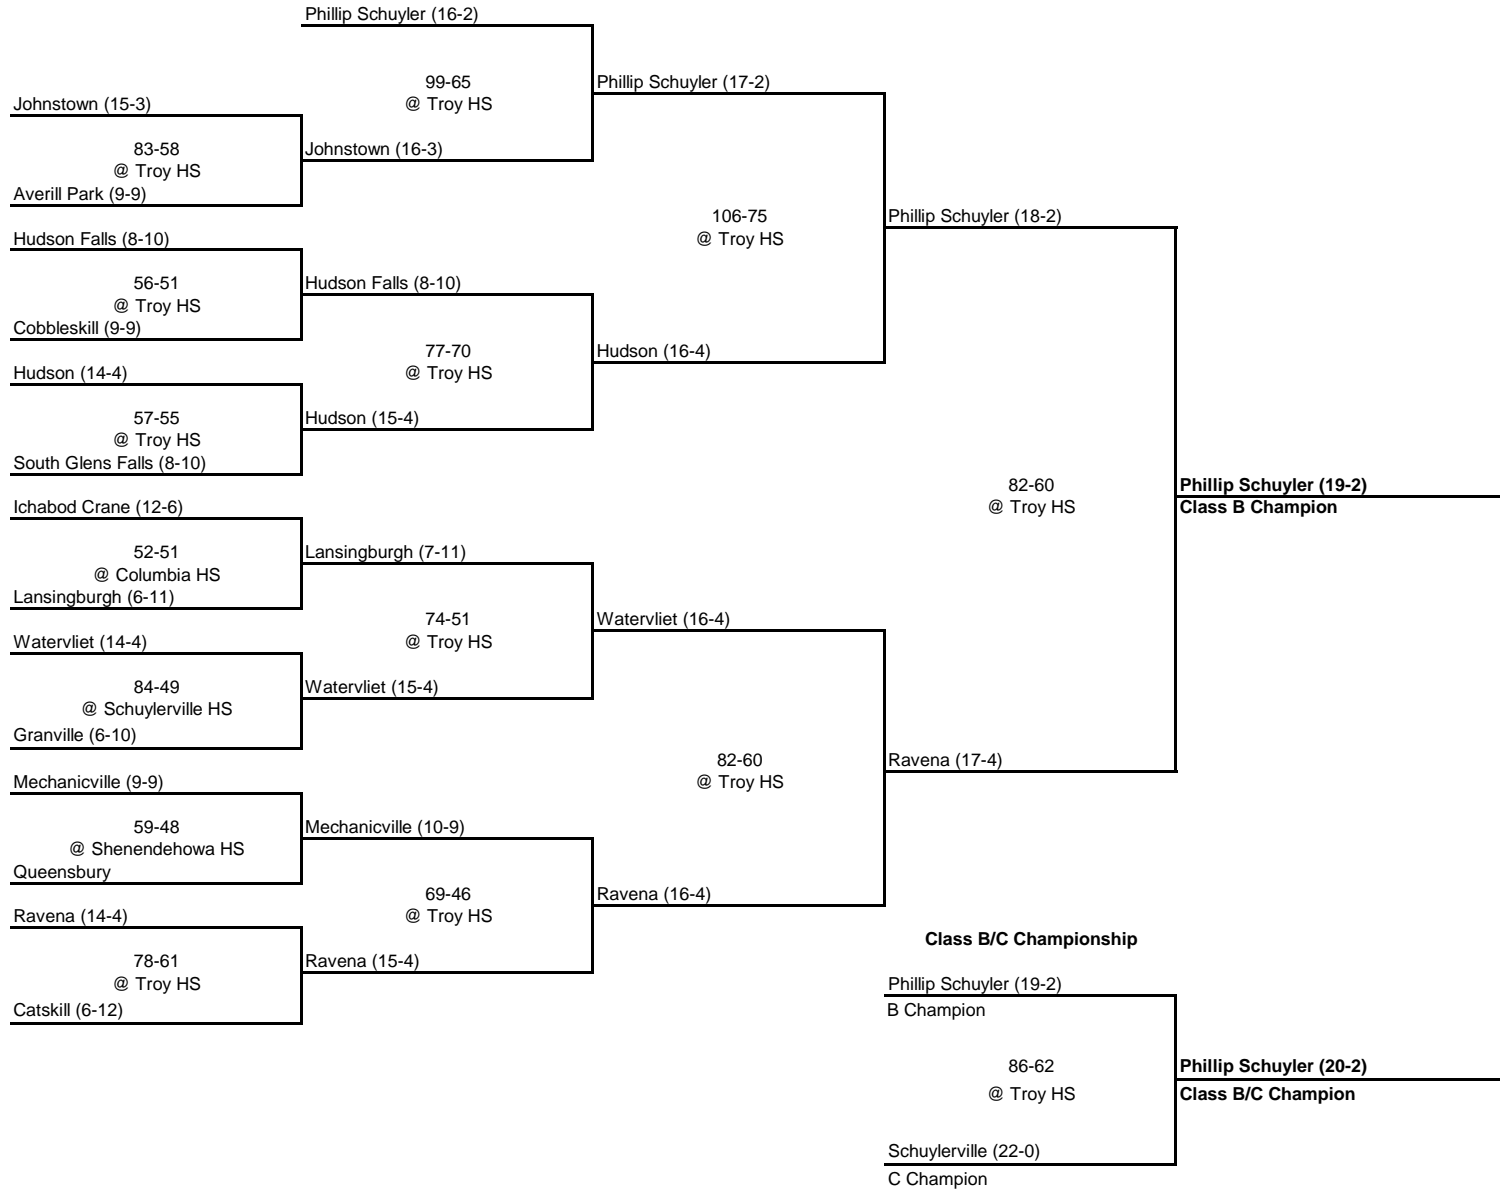 Phillip Schuyler (16-2)
99-65
@ Troy HS
Phillip Schuyler (17-2)
Johnstown (15-3)
83-58
@ Troy HS
Johnstown (16-3)
Averill Park (9-9)
106-75
@ Troy HS
Phillip Schuyler (18-2)
Hudson Falls (8-10)
56-51
@ Troy HS
Hudson Falls (8-10)
Cobbleskill (9-9)
77-70
@ Troy HS
Hudson (16-4)
Hudson (14-4)
57-55
@ Troy HS
Hudson (15-4)
South Glens Falls (8-10)
82-60
@ Troy HS
Phillip Schuyler (19-2)
Class B Champion
Ichabod Crane (12-6)
52-51
@ Columbia HS
Lansingburgh (7-11)
Lansingburgh (6-11)
74-51
@ Troy HS
Watervliet (16-4)
Watervliet (14-4)
84-49
@ Schuylerville HS
Watervliet (15-4)
Granville (6-10)
82-60
@ Troy HS
Ravena (17-4)
Mechanicville (9-9)
59-48
@ Shenendehowa HS
Mechanicville (10-9)
Queensbury
69-46
@ Troy HS
Ravena (16-4)
Ravena (14-4)
78-61
@ Troy HS
Ravena (15-4)
Catskill (6-12)
Class B/C Championship
Phillip Schuyler (19-2)
B Champion
86-62
@ Troy HS
Phillip Schuyler (20-2)
Class B/C Champion
Schuylerville (22-0)
C Champion